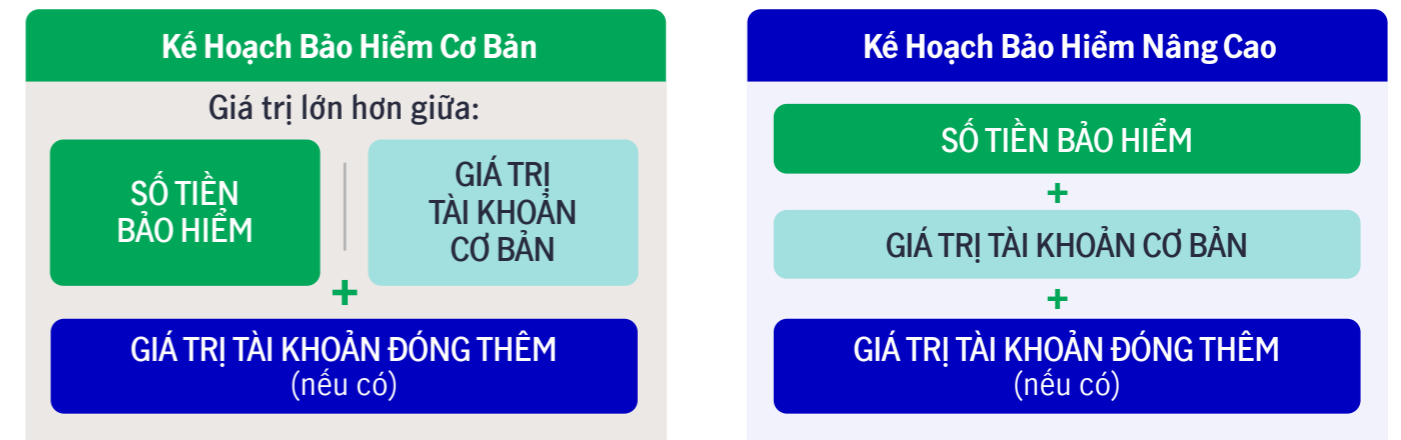 Kế Hoạch Bảo Hiểm Cơ Bản
Giá trị lớn hơn giữa:
SỐ TIỀN
BẢO HIỂM
GIÁ TRỊ
TÀI KHOẢN
CƠ BẢN
+
GIÁ TRỊ TÀI KHOẢN ĐÓNG THÊM
(nếu có)
Kế Hoạch Bảo Hiểm Nâng Cao
SỐ TIỀN BẢO HIỂM
+
GIÁ TRỊ TÀI KHOẢN CƠ BẢN
+
GIÁ TRỊ TÀI KHOẢN ĐÓNG THÊM
(nếu có)